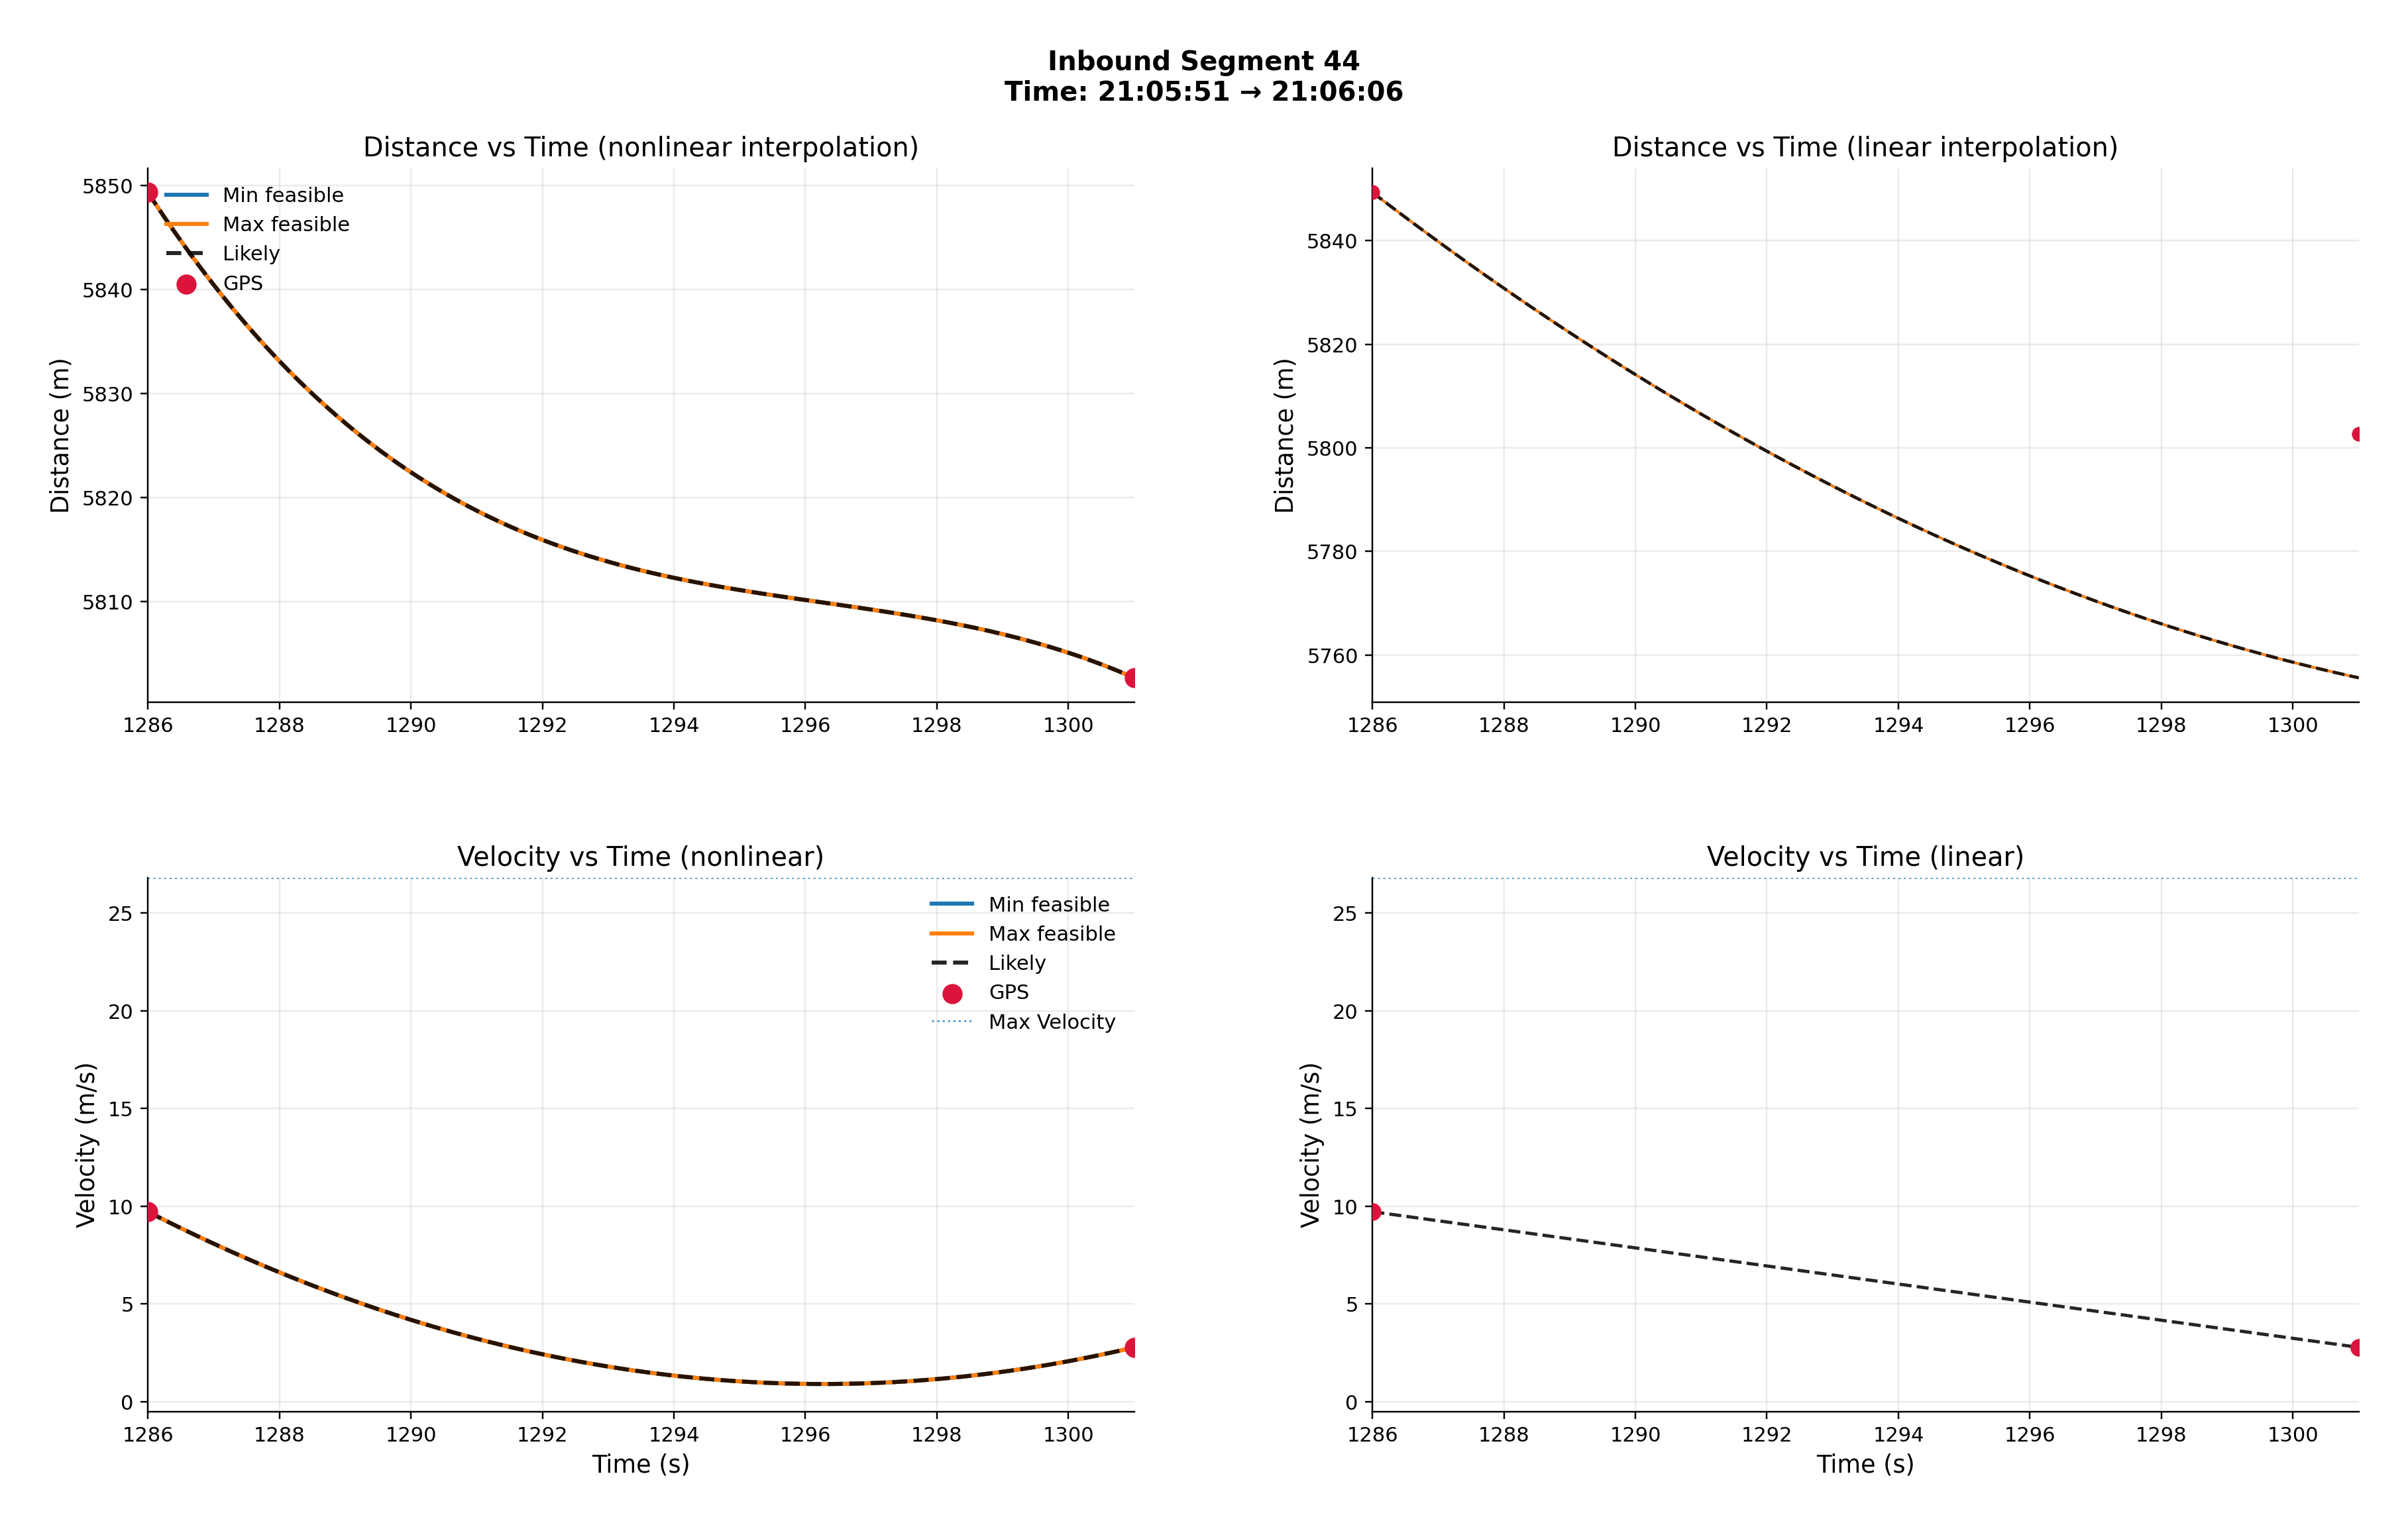 Inbound Segment 44
Time: 21:05:51 → 21:06:06
Distance vs Time (nonlinear interpolation)
Distance (m)
5850
5840
5830
5820
5810
Min feasible
Max feasible
Likely
GPS
1286 1288 1290 1292 1294 1296 1298 1300
Distance vs Time (linear interpolation)
Distance (m)
5840
5820
5800
5780
5760
1286 1288 1290 1292 1294 1296 1298 1300
Velocity vs Time (nonlinear)
Velocity (m/s)
25
20
15
10
5
0
Min feasible
Max feasible
Likely
GPS
Max Velocity
1286 1288 1290 1292 1294 1296 1298 1300
Time (s)
Velocity vs Time (linear)
Velocity (m/s)
25
20
15
10
5
0
1286 1288 1290 1292 1294 1296 1298 1300
Time (s)